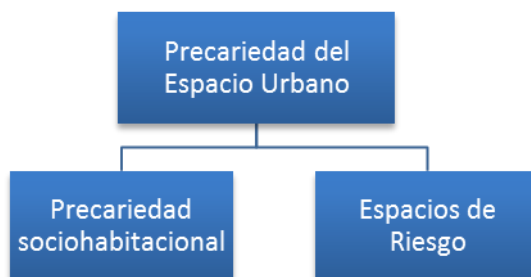 Precariedad del
Espacio Urbano
Precariedad
sociohabitacional
Espacios de
Riesgo